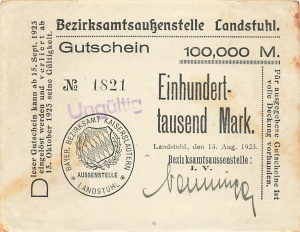 Bezirksamtsaußenstelle Landstuhl.
Gutschein
100,000 M.
Dieser Gutschein kann ab 15. Sept. 1923
eingelöst werden und verliert ab
15. Oktober 1923 seine Gültigkeit.
№ 1821
Ungültig
Einhundert-
tausend Mark.
Landstuhl, den 13. Aug. 1923.
Bezirksamtsaussenstelle:
I. V.
BAYER. BEZIRKSAMT KAISERSLAUTERN
AUSSENSTELLE
LANDSTUHL
Für ausgegebene Gutscheine ist
volle Deckung vorhanden.